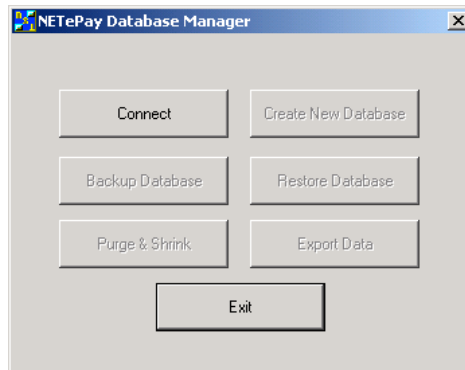 NETePay Database Manager
Connect
Create New Database
Backup Database
Restore Database
Purge & Shrink
Export Data
Exit